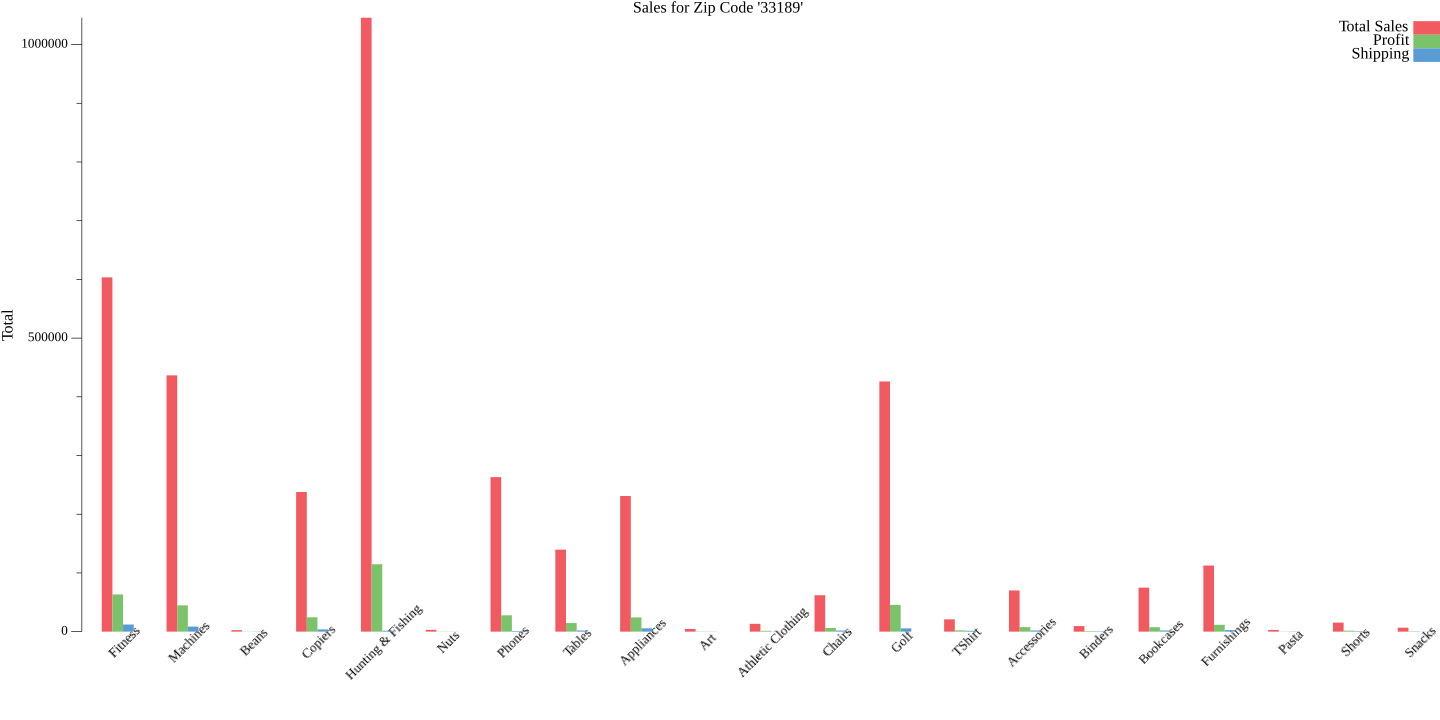 Sales for Zip Code '33189'
Total Sales
Profit
Shipping
Total
1000000
500000
0
Fitness
Machines
Beans
Copiers
Hunting & Fishing
Nuts
Phones
Tables
Appliances
Art
Athletic Clothing
Chairs
Golf
TShirt
Accessories
Binders
Bookcases
Furnishings
Pasta
Shorts
Snacks